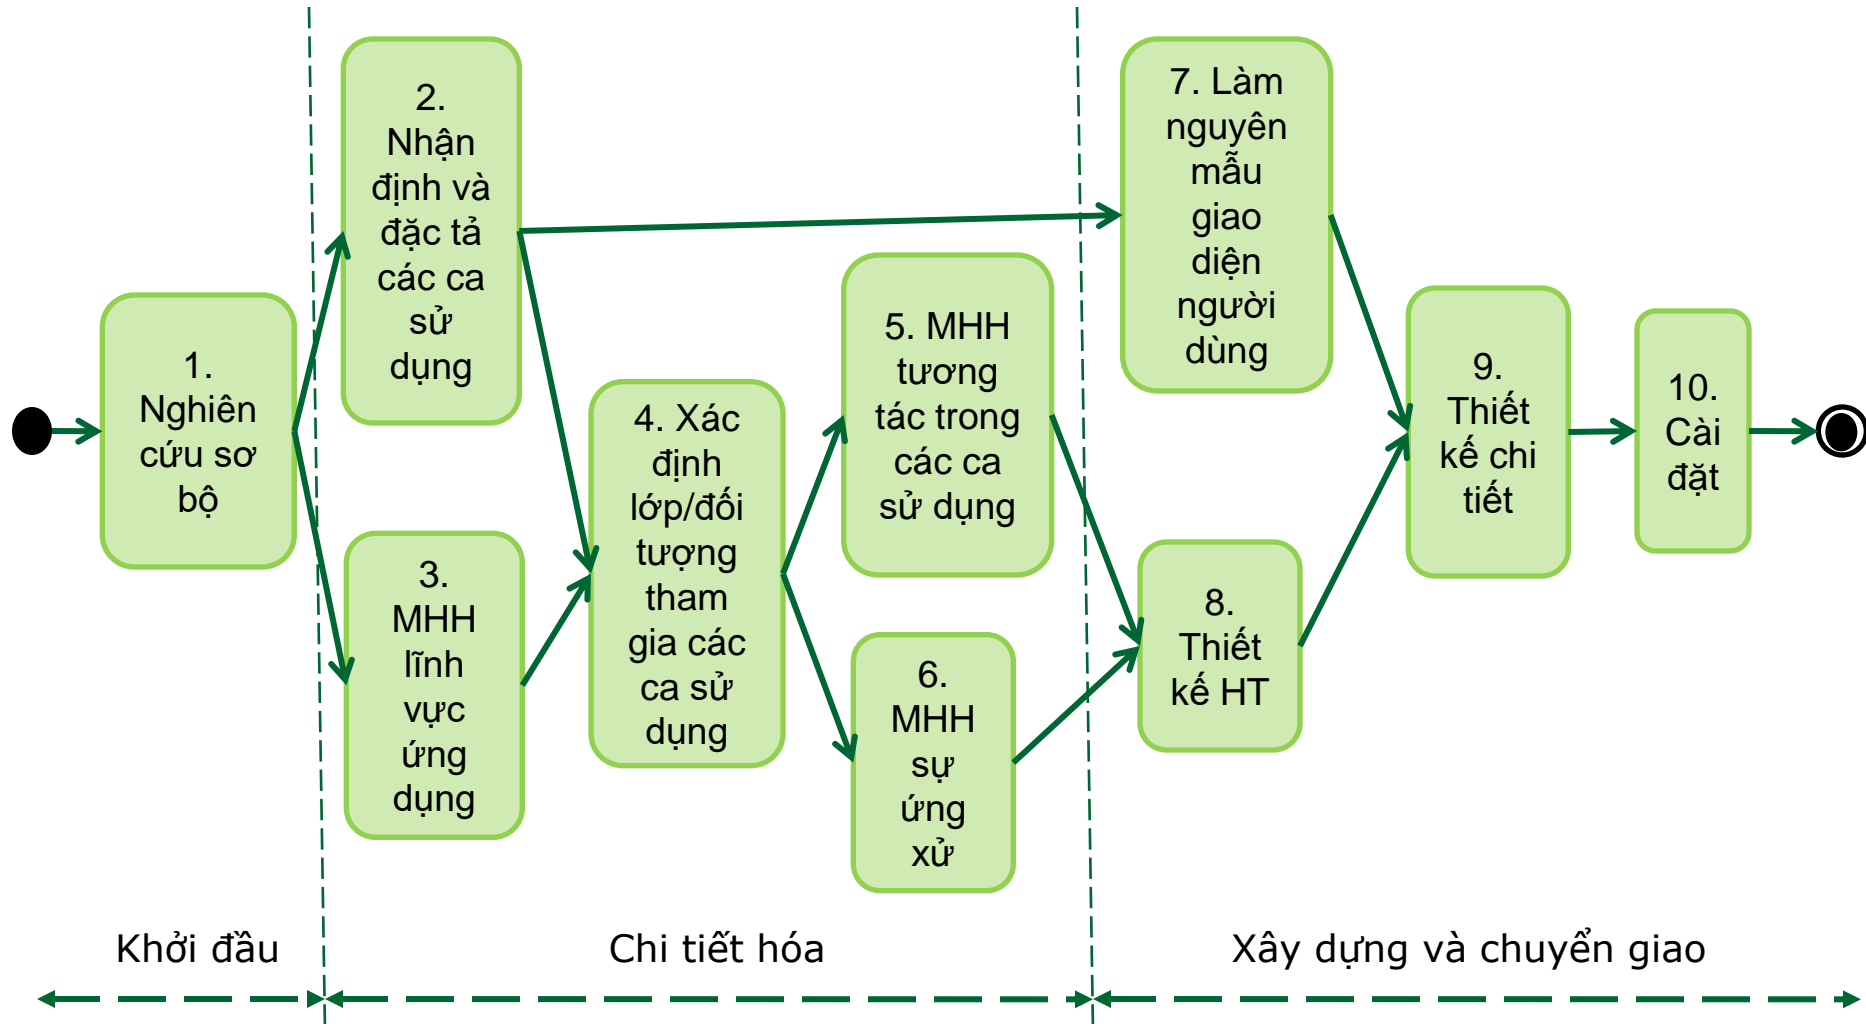 1.
Nghiên
cứu sơ
bộ
2.
Nhận
định và
đặc tả
các ca
sử
dụng
3.
MHH
lĩnh
vực
ứng
dụng
4. Xác
định
lớp/đối
tượng
tham
gia các
ca sử
dụng
5. MHH
tương
tác trong
các ca
sử dụng
6.
MHH
sự
ứng
xử
7. Làm
nguyên
mẫu
giao
diện
người
dùng
8.
Thiết
kế HT
9.
Thiết
kế chi
tiết
10.
Cài
đặt
Khởi đầu
Chi tiết hóa
Xây dựng và chuyển giao